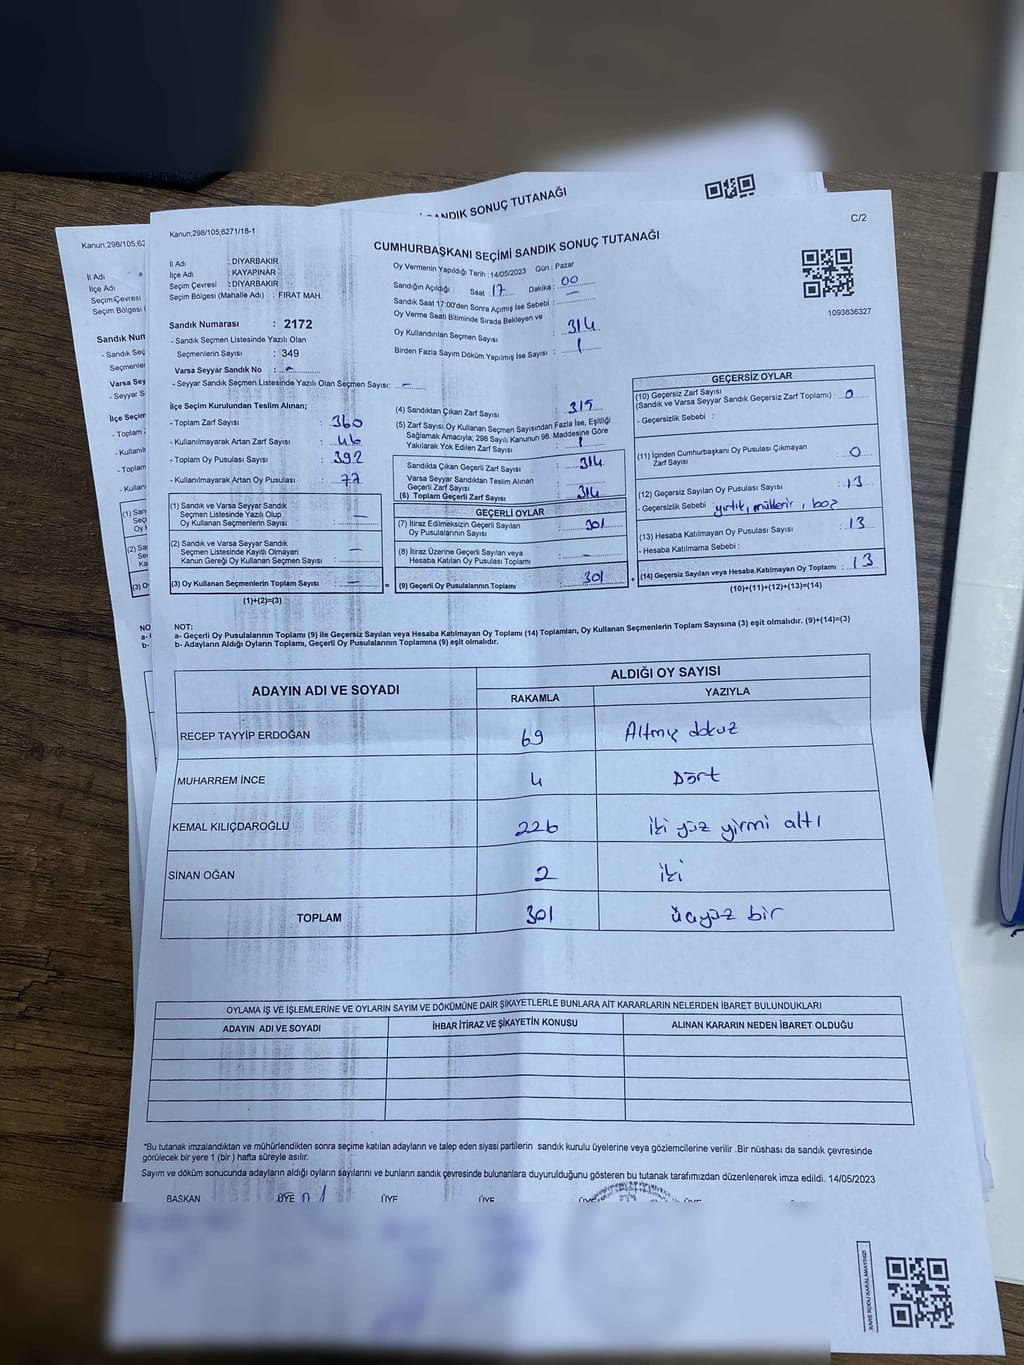 SANDIK SONUÇ TUTANAĞI
Kanun,298/105;6271/18-1
C/2
CUMHURBAŞKANI SEÇİMİ SANDIK SONUÇ TUTANAĞI
İl Adı : DİYARBAKIR
İlçe Adı : KAYAPINAR
Seçim Çevresi : DİYARBAKIR
Seçim Bölgesi (Mahalle Adı) : FIRAT MAH.
Sandık Numarası : 2172
- Sandık Seçmen Listesinde Yazılı Olan
Seçmenlerin Sayısı : 349
Varsa Seyyar Sandık No : -
- Seyyar Sandık Seçmen Listesinde Yazılı Olan Seçmen Sayısı: -
Oy Vermenin Yapıldığı Tarih : 14/05/2023 Gün : Pazar
Sandığın Açıldığı Saat 17 Dakika : 00
Sandık Saat 17:00'den Sonra Açımış İse Sebebi : -
Oy Verme Saati Bitiminde Sırada Bekleyen ve
Oy Kullandırılan Seçmen Sayısı : 314
Birden Fazla Sayım Döküm Yapılmış İse Sayısı : 1
1093836327
İlçe Seçim Kurulundan Teslim Alınan;
- Toplam Zarf Sayısı : 360
- Kullanılmayarak Artan Zarf Sayısı : 46
- Toplam Oy Pusulası Sayısı : 392
- Kullanılmayarak Artan Oy Pusulası : 77
(1) Sandık ve Varsa Seyyar Sandık
Seçmen Listesinde Yazılı Olup
Oy Kullanan Seçmenlerin Sayısı : -
(2) Sandık ve Varsa Seyyar Sandık
Seçmen Listesinde Kayıtlı Olmayan
Kanun Gereği Oy Kullanan Seçmen Sayısı : -
(3) Oy Kullanan Seçmenlerin Toplam Sayısı : - =
(1)+(2)=(3)
(4) Sandıktan Çıkan Zarf Sayısı : 315
(5) Zarf Sayısı Oy Kullanan Seçmen Sayısından Fazla İse, Eşitliği
Sağlamak Amacıyla; 298 Sayılı Kanunun 98. Maddesine Göre
Yakılarak Yok Edilen Zarf Sayısı : 1
Sandıkta Çıkan Geçerli Zarf Sayısı : 314
Varsa Seyyar Sandıktan Teslim Alınan
Geçerli Zarf Sayısı :
(6) Toplam Geçerli Zarf Sayısı : 314
GEÇERLİ OYLAR
(7) İtiraz Edilmeksizin Geçerli Sayılan
Oy Pusulalarının Sayısı : 301
(8) İtiraz Üzerine Geçerli Sayılan veya
Hesaba Katılan Oy Pusulası Toplamı : -
(9) Geçerli Oy Pusulalarının Toplamı : 301 +
GEÇERSİZ OYLAR
(10) Geçersiz Zarf Sayısı
(Sandık ve Varsa Seyyar Sandık Geçersiz Zarf Toplamı) : 0
- Geçersizlik Sebebi :
(11) İçinden Cumhurbaşkanı Oy Pusulası Çıkmayan
Zarf Sayısı : 0
(12) Geçersiz Sayılan Oy Pusulası Sayısı : 13
- Geçersizlik Sebebi : yırtık, mükerrer, boş
(13) Hesaba Katılmayan Oy Pusulası Sayısı : 13
- Hesaba Katılmama Sebebi :
(14) Geçersiz Sayılan veya Hesaba Katılmayan Oy Toplamı : 13
(10)+(11)+(12)+(13)=(14)
NOT:
a- Geçerli Oy Pusulalarının Toplamı (9) ile Geçersiz Sayılan veya Hesaba Katılmayan Oy Toplamı (14) Toplamları, Oy Kullanan Seçmenlerin Toplam Sayısına (3) eşit olmalıdır. (9)+(14)=(3)
b- Adayların Aldığı Oyların Toplamı, Geçerli Oy Pusulalarının Toplamına (9) eşit olmalıdır.
ADAYIN ADI VE SOYADI
ALDIĞI OY SAYISI
RAKAMLA YAZIYLA
RECEP TAYYİP ERDOĞAN 69 Altmış dokuz
MUHARREM İNCE 4 Dört
KEMAL KILIÇDAROĞLU 226 iki yüz yirmi altı
SİNAN OĞAN 2 iki
TOPLAM 301 üçyüz bir
OYLAMA İŞ VE İŞLEMLERİNE VE OYLARIN SAYIM VE DÖKÜMÜNE DAİR ŞİKAYETLERLE BUNLARA AİT KARARLARIN NELERDEN İBARET BULUNDUKLARI
ADAYIN ADI VE SOYADI İHBAR İTİRAZ VE ŞİKAYETİN KONUSU ALINAN KARARIN NEDEN İBARET OLDUĞU
*Bu tutanak imzalandıktan ve mühürlendikten sonra seçime katılan adayların ve talep eden siyasi partilerin sandık kurulu üyelerine veya gözlemcilerine verilir .Bir nüshası da sandık çevresinde
görülecek bir yere 1 (bir ) hafta süreyle asılır.
Sayım ve döküm sonucunda adayların aldığı oyların sayılarını ve bunların sandık çevresinde bulunanlara duyurulduğunu gösteren bu tutanak tarafımızdan düzenlenerek imza edildi. 14/05/2023
BAŞKAN ÜYE ÜYE ÜYE